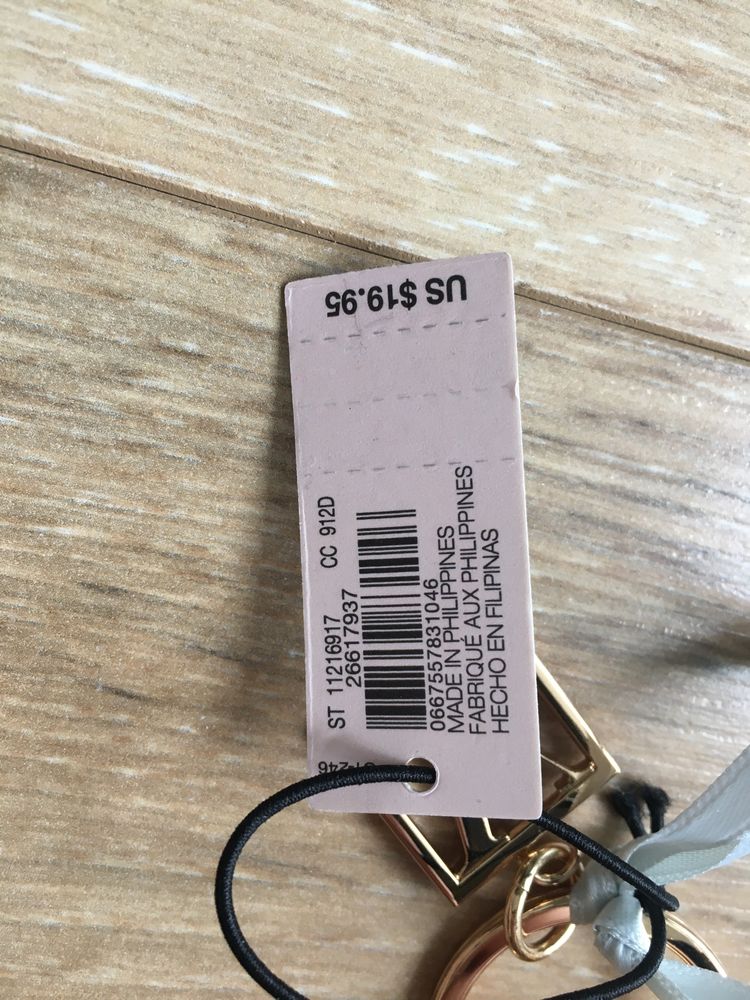 US $19.95
ST 11216917 CC 912D
26617937
0667557831046
MADE IN PHILIPPINES
FABRIQUÉ AUX PHILIPPINES
HECHO EN FILIPINAS